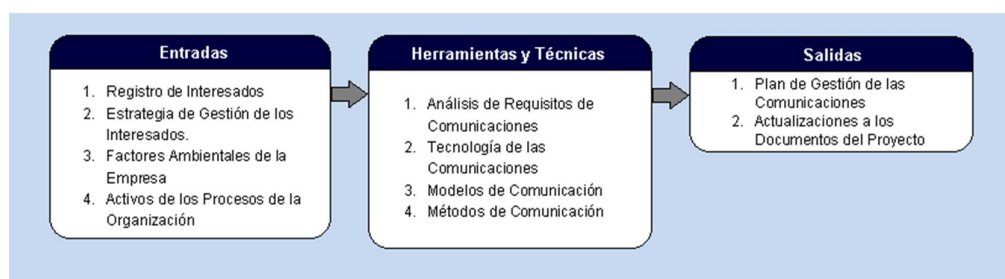 Entradas
1. Registro de Interesados
2. Estrategia de Gestión de los
Interesados.
3. Factores Ambientales de la
Empresa
4. Activos de los Procesos de la
Organización
Herramientas y Técnicas
1. Análisis de Requisitos de
Comunicaciones
2. Tecnología de las
Comunicaciones
3. Modelos de Comunicación
4. Métodos de Comunicación
Salidas
1. Plan de Gestión de las
Comunicaciones
2. Actualizaciones a los
Documentos del Proyecto